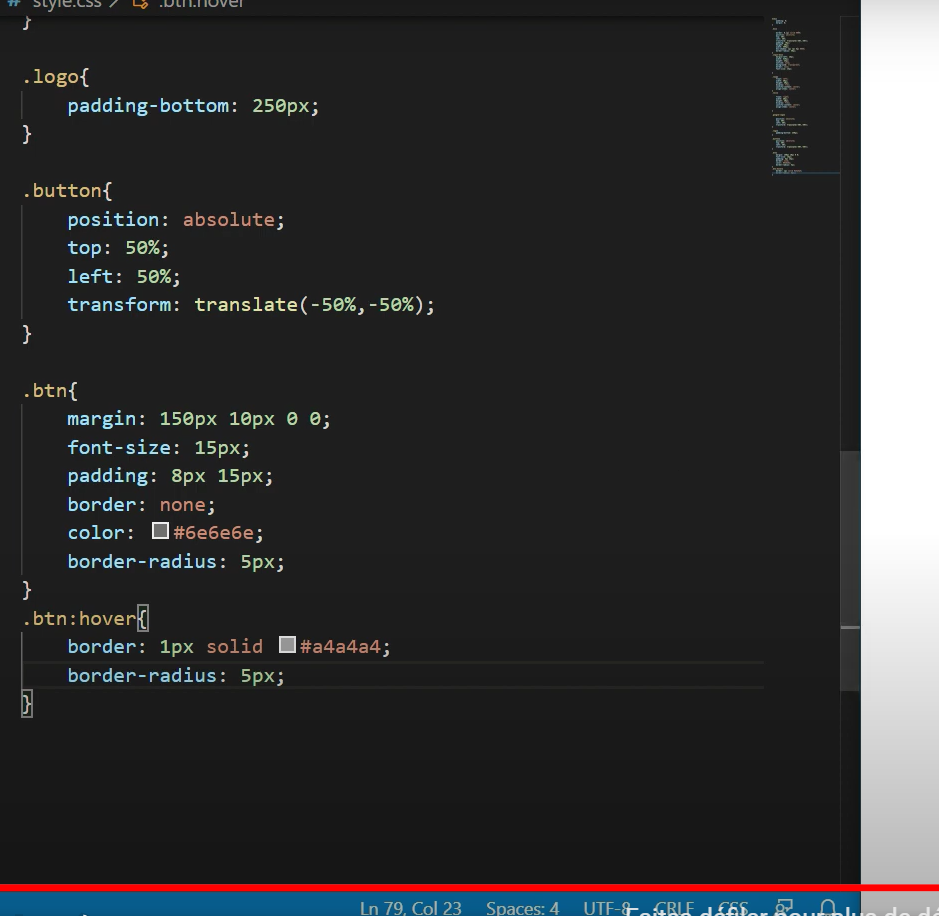 # style.css > .btn:hover
}
.logo{
padding-bottom: 250px;
}
.button{
position: absolute;
top: 50%;
left: 50%;
transform: translate(-50%,-50%);
}
.btn{
margin: 150px 10px 0 0;
font-size: 15px;
padding: 8px 15px;
border: none;
color: #6e6e6e;
border-radius: 5px;
}
.btn:hover{
border: 1px solid #a4a4a4;
border-radius: 5px;
}
Ln 79, Col 23 Spaces: 4 UTF-8 CRLF CSS
Faites défiler pour plus de